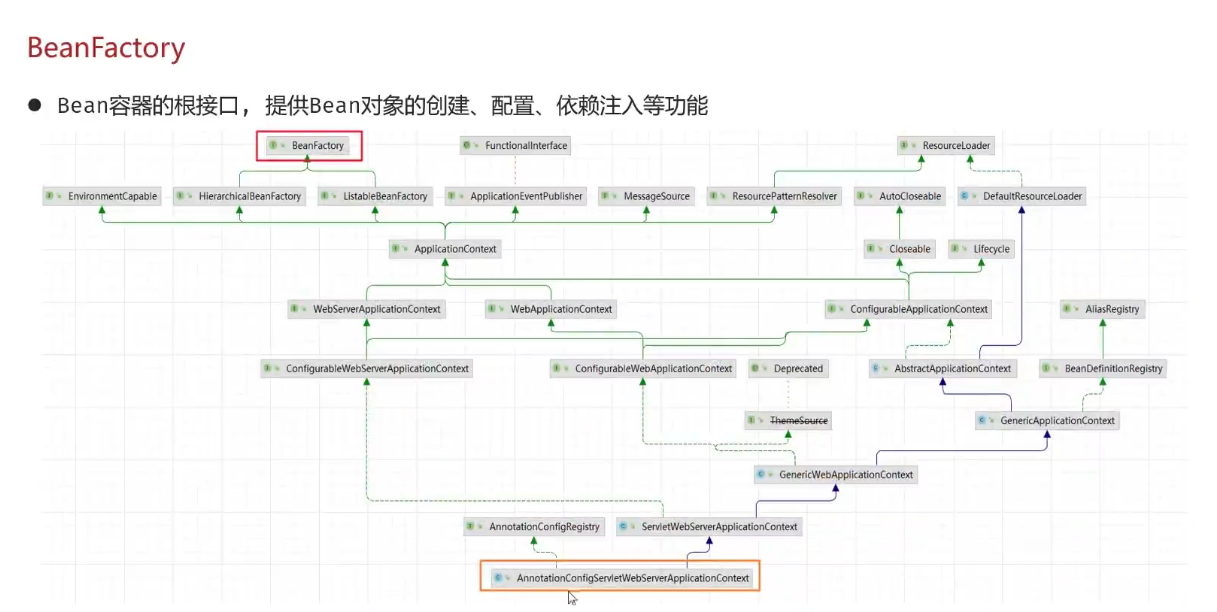 BeanFactory
● Bean容器的根接口，提供Bean对象的创建、配置、依赖注入等功能
BeanFactory
FunctionalInterface
ResourceLoader
EnvironmentCapable
HierarchicalBeanFactory
ListableBeanFactory
ApplicationEventPublisher
MessageSource
ResourcePatternResolver
AutoCloseable
DefaultResourceLoader
ApplicationContext
Closeable
Lifecycle
WebServerApplicationContext
WebApplicationContext
ConfigurableApplicationContext
AliasRegistry
ConfigurableWebServerApplicationContext
ConfigurableWebApplicationContext
Deprecated
AbstractApplicationContext
BeanDefinitionRegistry
ThemeSource
GenericApplicationContext
GenericWebApplicationContext
AnnotationConfigRegistry
ServletWebServerApplicationContext
AnnotationConfigServletWebServerApplicationContext